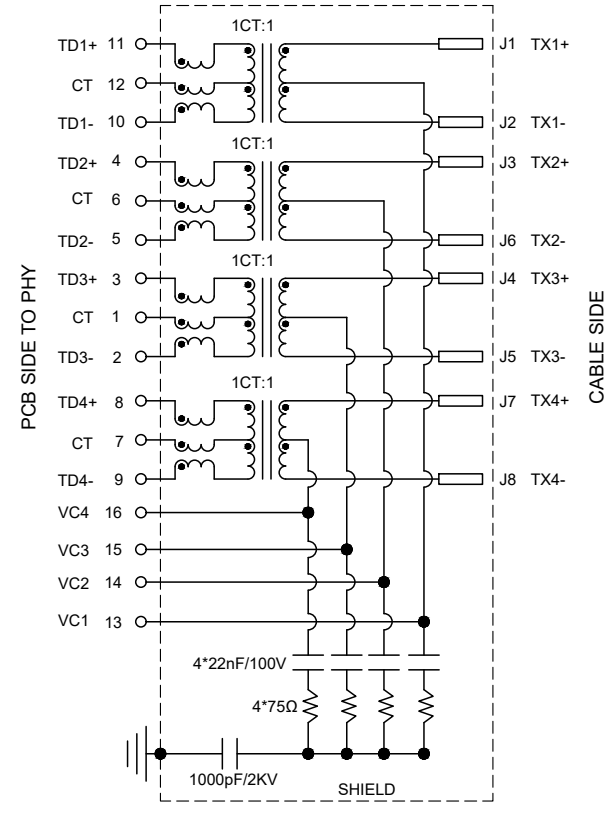 1CT:1
TD1+ 11 J1 TX1+
CT 12
TD1- 10 J2 TX1-
1CT:1
TD2+ 4 J3 TX2+
CT 6
TD2- 5 J6 TX2-
1CT:1
TD3+ 3 J4 TX3+
CT 1
TD3- 2 J5 TX3-
1CT:1
TD4+ 8 J7 TX4+
CT 7
TD4- 9 J8 TX4-
VC4 16
VC3 15
VC2 14
VC1 13
4*22nF/100V
4*75Ω
1000pF/2KV
SHIELD
PCB SIDE TO PHY
CABLE SIDE